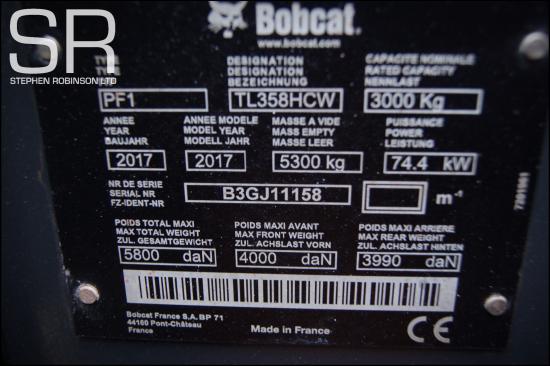 SR
STEPHEN ROBINSON LTD
Bobcat.
www.bobcat.com
TYPE DESIGNATION CAPACITE NOMINALE
TYPE DESIGNATION RATED CAPACITY
BEZEICHNUNG NENNLAST
PF1 TL358HCW 3000 Kg
ANNEE ANNEE MODELE MASSE A VIDE PUISSANCE
YEAR MODEL YEAR MASS EMPTY POWER
BAUJAHR MODELL JAHR MASSE LEER LEISTUNG
2017 2017 5300 kg 74.4 kW
NR DE SERIE
SERIAL NR
FZ-IDENT-NR
B3GJ11158 m⁻¹
POIDS TOTAL MAXI POIDS MAXI AVANT POIDS MAXI ARRIERE
MAX TOTAL WEIGHT MAX FRONT WEIGHT MAX REAR WEIGHT
ZUL. GESAMTGEWICHT ZUL. ACHSLAST VORN ZUL. ACHSLAST HINTEN
5800 daN 4000 daN 3990 daN
Bobcat France S.A. BP 71
44160 Pont-Château
France
Made in France
CE